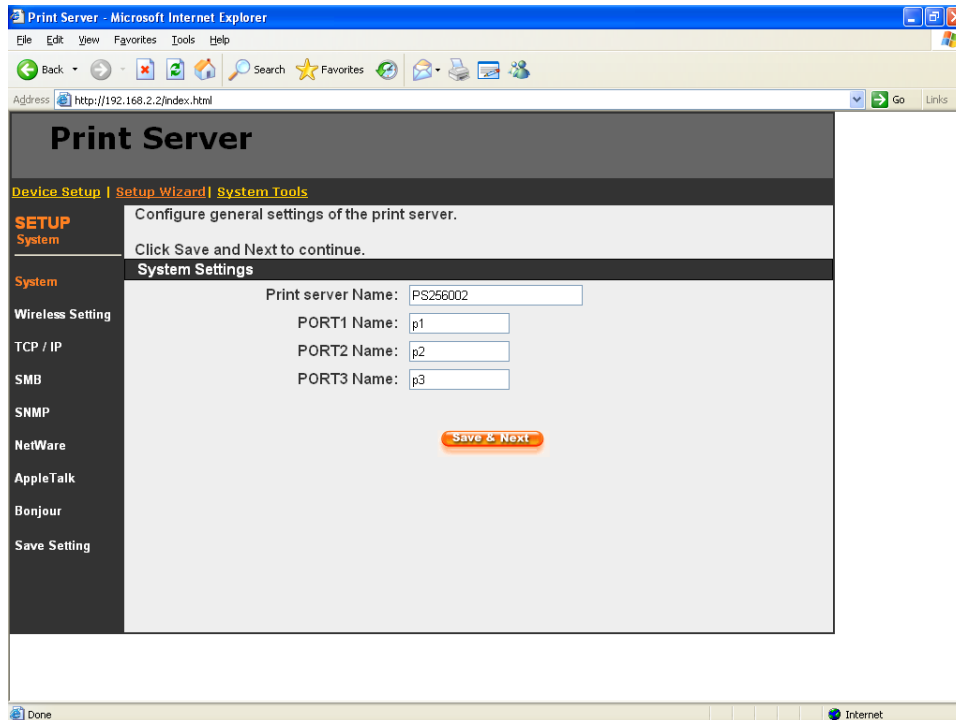 Print Server - Microsoft Internet Explorer
File Edit View Favorites Tools Help
Back Search Favorites
Address http://192.168.2.2/index.html Go Links
Print Server
Device Setup | Setup Wizard| System Tools
SETUP
System
Configure general settings of the print server.
Click Save and Next to continue.
System Settings
Print server Name: PS256002
PORT1 Name: p1
PORT2 Name: p2
PORT3 Name: p3
Save & Next
System
Wireless Setting
TCP / IP
SMB
SNMP
NetWare
AppleTalk
Bonjour
Save Setting
Done Internet